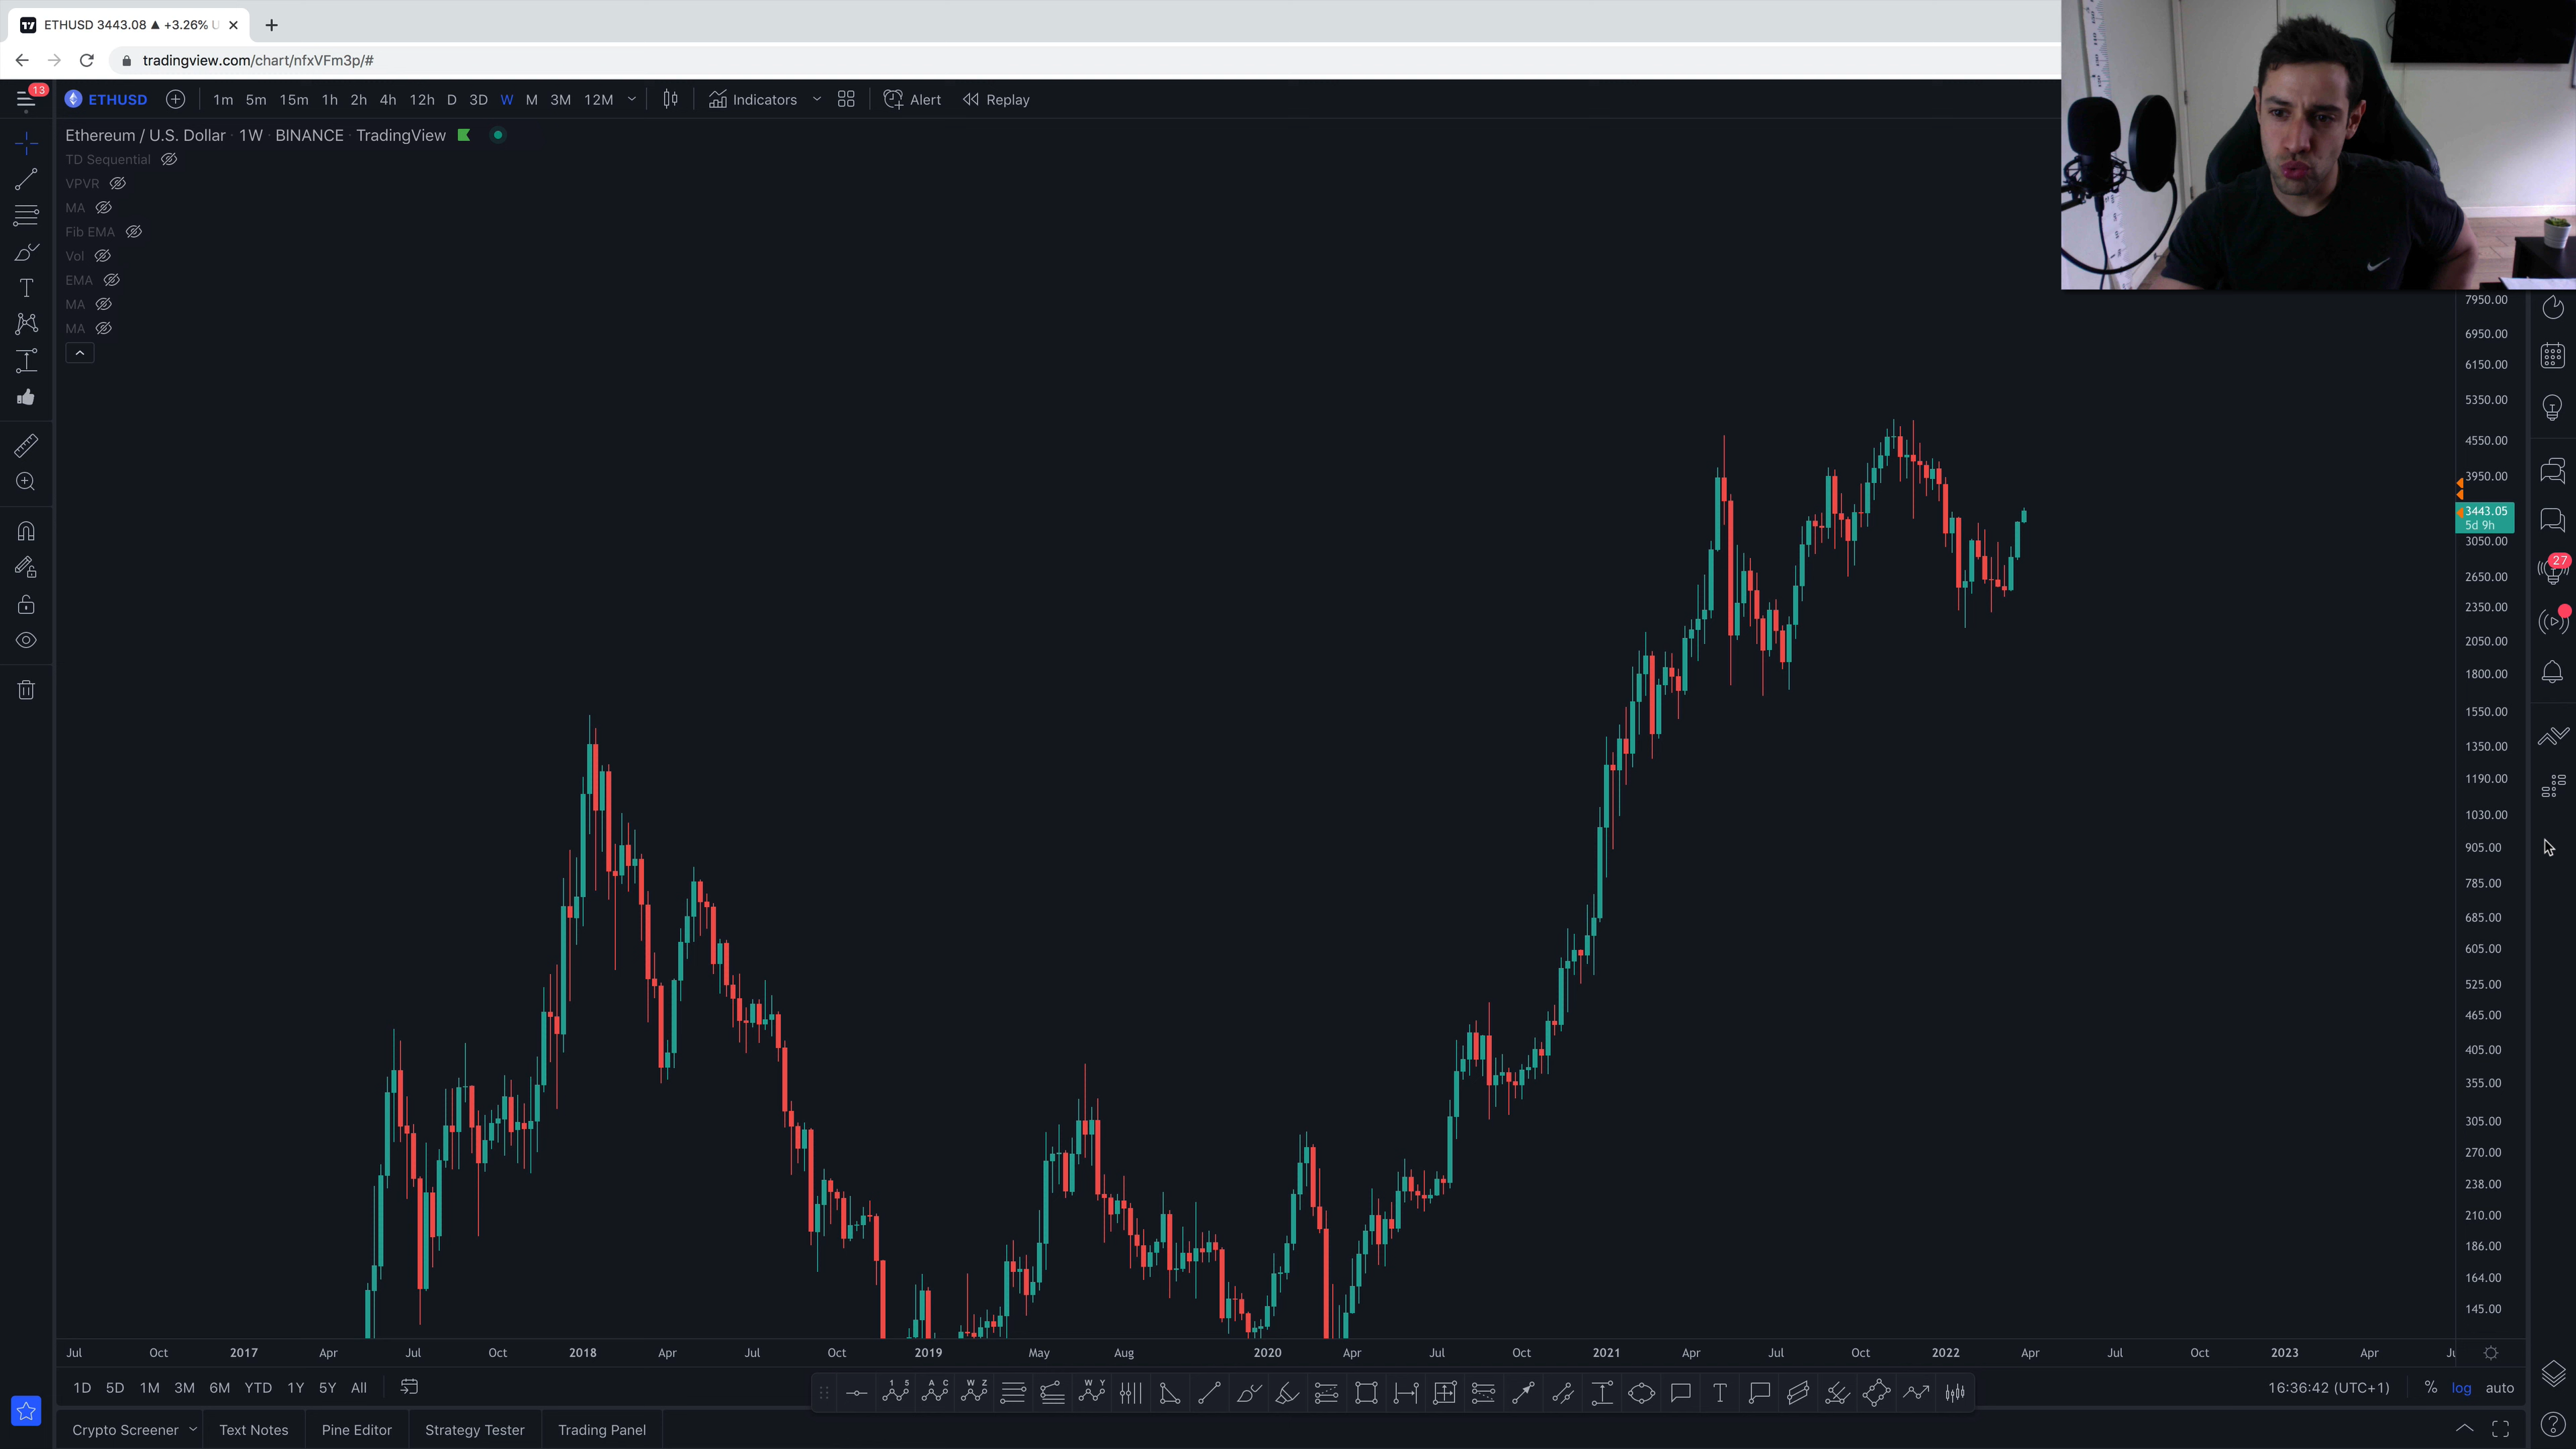 ETHUSD 3443.08 ▲ +3.26% U
tradingview.com/chart/nfxVFm3p/#
13
ETHUSD 1m 5m 15m 1h 2h 4h 12h D 3D W M 3M 12M Indicators Alert Replay
Ethereum / U.S. Dollar · 1W · BINANCE · TradingView
TD Sequential
VPVR
MA
Fib EMA
Vol
EMA
MA
MA
7950.00
6950.00
6150.00
5350.00
4550.00
3950.00
3443.05
5d 9h
3050.00
27
2650.00
2350.00
2050.00
1800.00
1550.00
1350.00
1190.00
1030.00
905.00
785.00
685.00
605.00
525.00
465.00
405.00
355.00
305.00
270.00
238.00
210.00
186.00
164.00
145.00
Jul Oct 2017 Apr Jul Oct 2018 Apr Jul Oct 2019 May Aug 2020 Apr Jul Oct 2021 Apr Jul Oct 2022 Apr Jul Oct 2023 Apr
1D 5D 1M 3M 6M YTD 1Y 5Y All
1 5 A C W Z W Y T
16:36:42 (UTC+1) % log auto
Crypto Screener Text Notes Pine Editor Strategy Tester Trading Panel